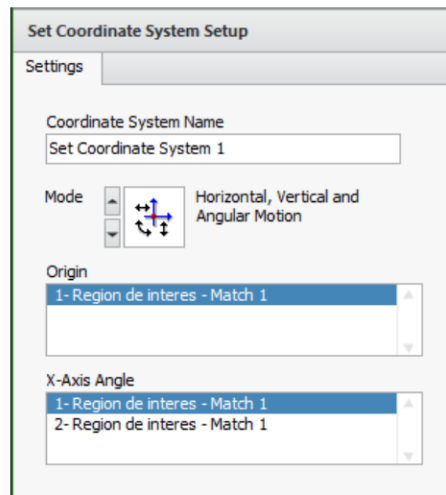 Set Coordinate System Setup
Settings
Coordinate System Name
Set Coordinate System 1
Mode
Horizontal, Vertical and
Angular Motion
Origin
1- Region de interes - Match 1
X-Axis Angle
1- Region de interes - Match 1
2- Region de interes - Match 1